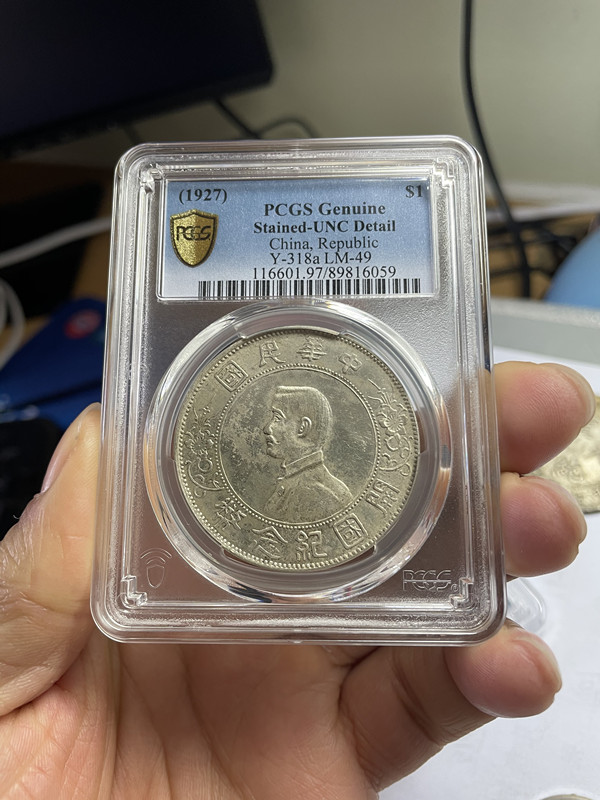 (1927) $1
PCGS Genuine
Stained-UNC Detail
China, Republic
Y-318a LM-49
116601.97/89816059
PCGS
中華民國
開國紀念幣
PCGS